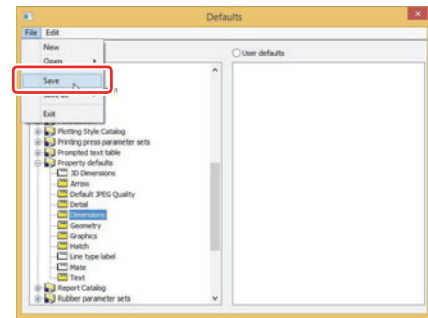 Defaults
File Edit
New
Open
Save
Save as
Exit
User defaults
Plotting Style Catalog
Printing press parameter sets
Prompted text table
Property defaults
3D Dimensions
Arrow
Default JPEG Quality
Detail
Dimensions
Geometry
Graphics
Hatch
Line type label
Mate
Text
Report Catalog
Rubber parameter sets